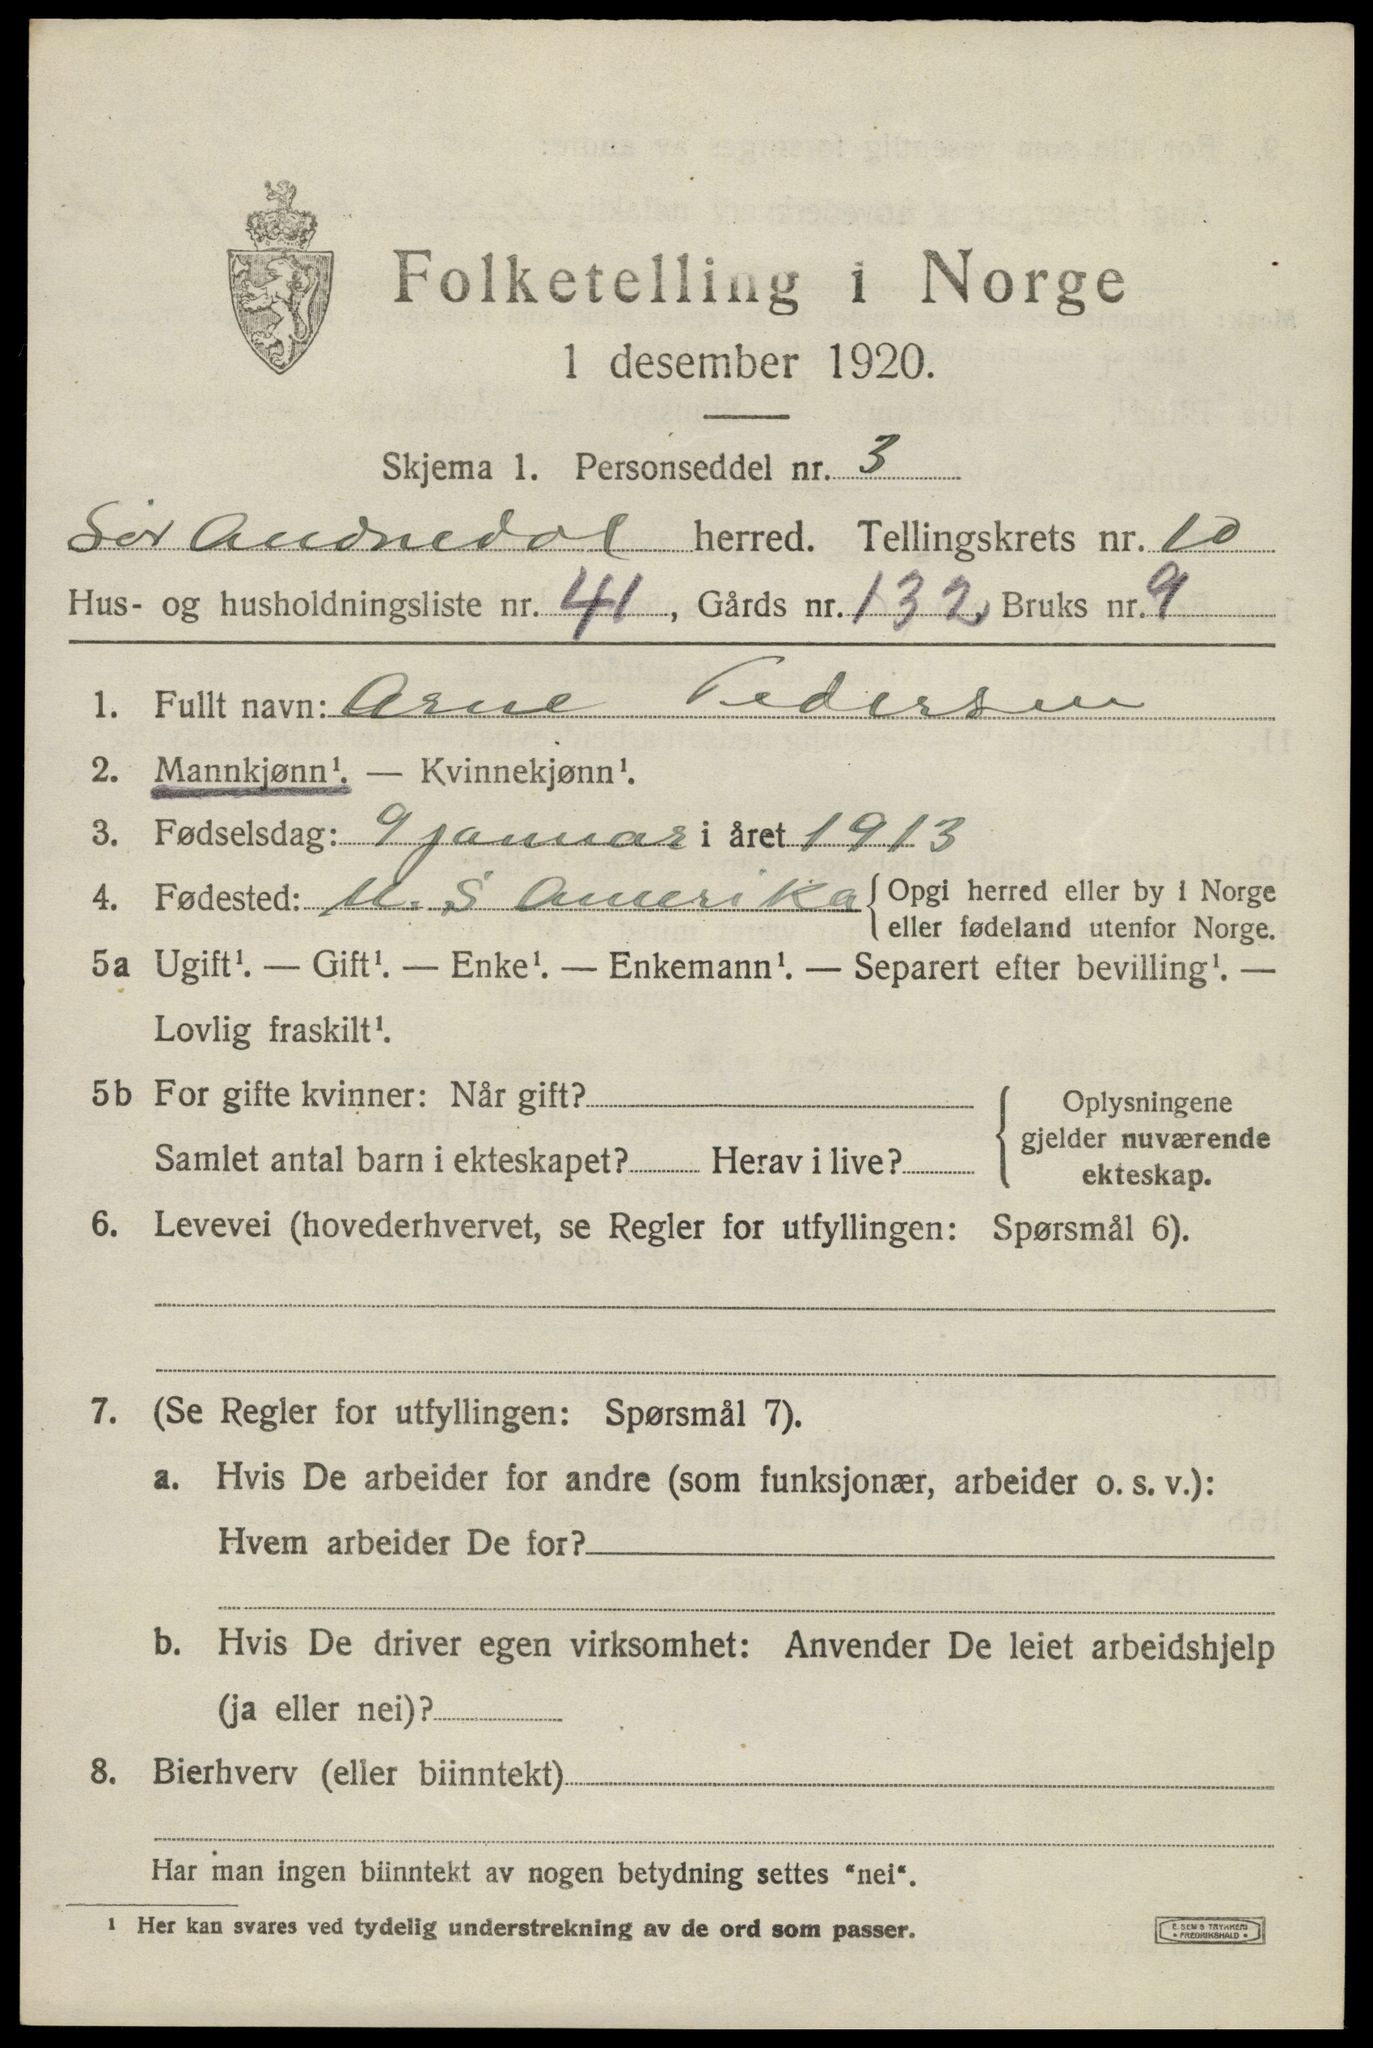 Folketelling i Norge
1 desember 1920.
Skjema 1. Personseddel nr. 3
Sør Audnedal herred. Tellingskrets nr. 10
Hus- og husholdningsliste nr. 41, Gårds nr. 132, Bruks nr. 9
1. Fullt navn: Arne Pedersen
2. Mannkjønn¹. — Kvinnekjønn¹.
3. Fødselsdag: 9 januar i året 1913
4. Fødested: U. S Amerika { Opgi herred eller by i Norge
eller fødeland utenfor Norge.
5a Ugift¹. — Gift¹. — Enke¹. — Enkemann¹. — Separert efter bevilling¹. —
Lovlig fraskilt¹.
5b For gifte kvinner: Når gift?
Samlet antal barn i ekteskapet? Herav i live?
Oplysningene
gjelder nuværende
ekteskap.
6. Levevei (hovederhvervet, se Regler for utfyllingen: Spørsmål 6).
7. (Se Regler for utfyllingen: Spørsmål 7).
a. Hvis De arbeider for andre (som funksjonær, arbeider o. s. v.):
Hvem arbeider De for?
b. Hvis De driver egen virksomhet: Anvender De leiet arbeidshjelp
(ja eller nei)?
8. Bierhverv (eller biinntekt)
Har man ingen biinntekt av nogen betydning settes "nei".
¹ Her kan svares ved tydelig understrekning av de ord som passer.
E. SEM'S TRYKKERI
FREDRIKSHALD